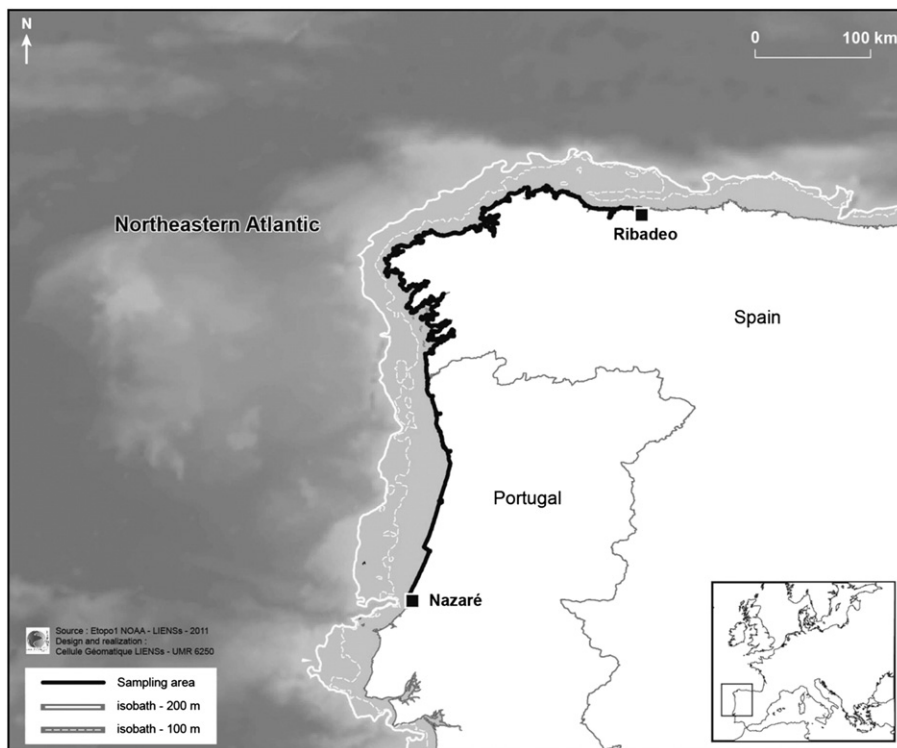 N
0 100 km
Northeastern Atlantic
Ribadeo
Spain
Portugal
Nazaré
Source : Etopo1 NOAA - LIENSs - 2011
Design and realization :
Cellule Géomatique LIENSs - UMR 6250
Sampling area
isobath - 200 m
isobath - 100 m